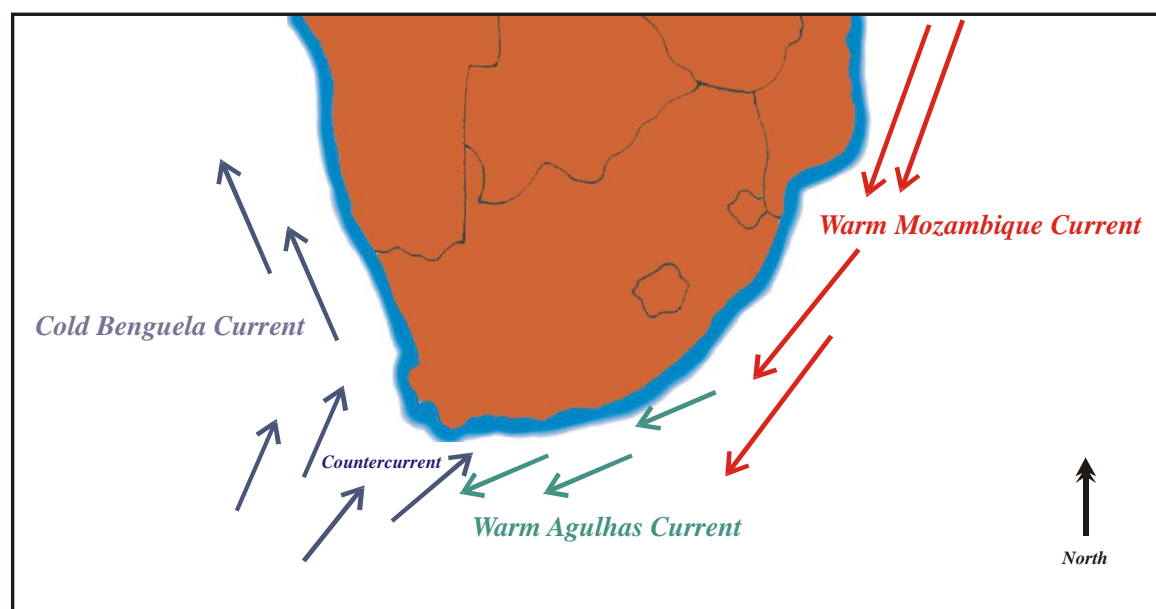 Warm Mozambique Current
Cold Benguela Current
Countercurrent
Warm Agulhas Current
North